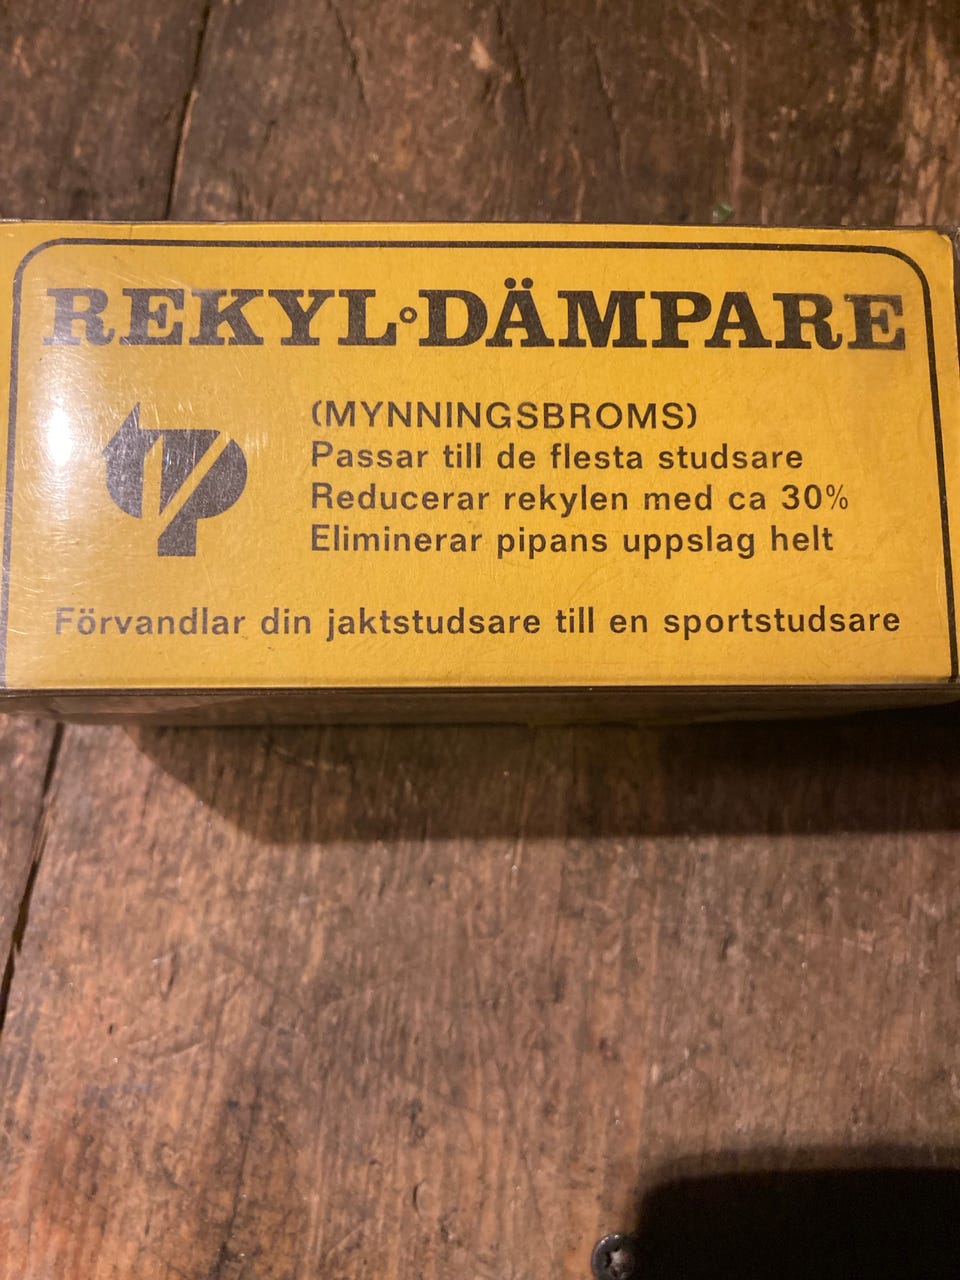 REKYL·DÄMPARE
(MYNNINGSBROMS)
Passar till de flesta studsare
Reducerar rekylen med ca 30%
Eliminerar pipans uppslag helt
Förvandlar din jaktstudsare till en sportstudsare